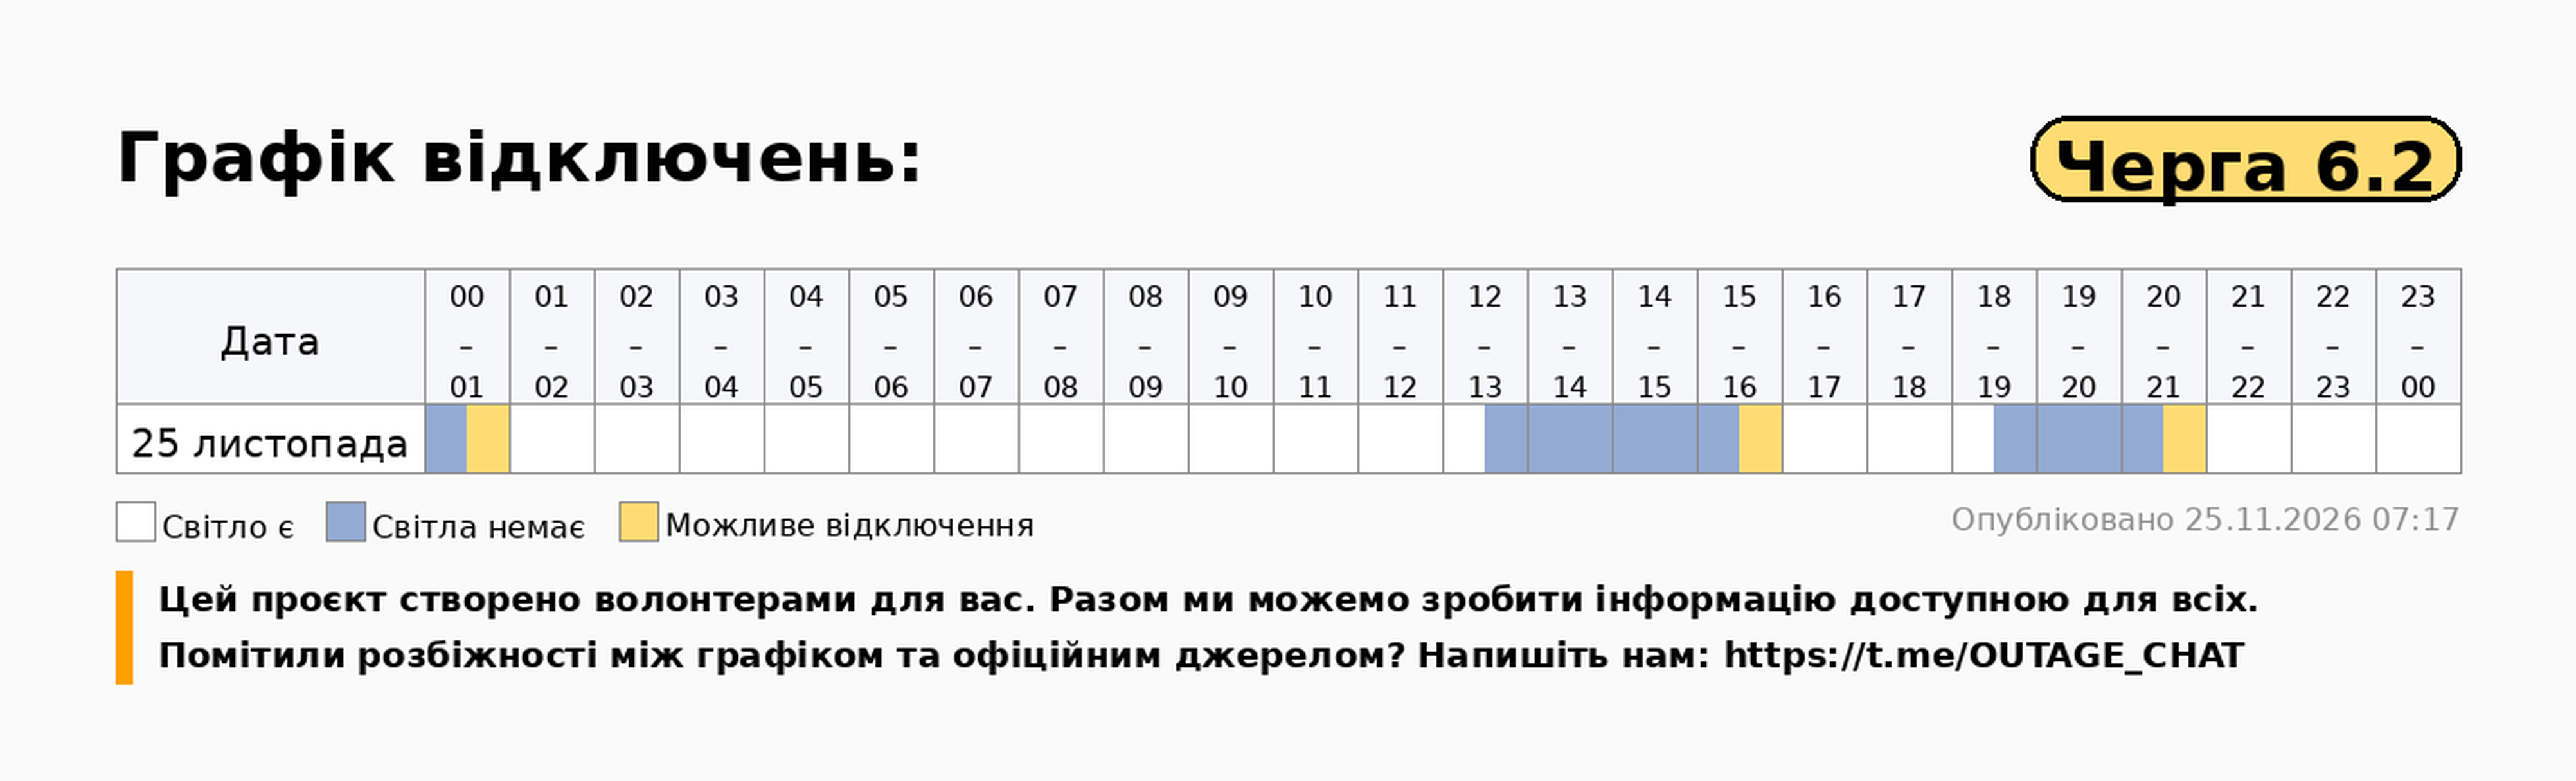 Графік відключень:
Черга 6.2
Дата
00 – 01
01 – 02
02 – 03
03 – 04
04 – 05
05 – 06
06 – 07
07 – 08
08 – 09
09 – 10
10 – 11
11 – 12
12 – 13
13 – 14
14 – 15
15 – 16
16 – 17
17 – 18
18 – 19
19 – 20
20 – 21
21 – 22
22 – 23
23 – 00
25 листопада
Світло є
Світла немає
Можливе відключення
Опубліковано 25.11.2026 07:17
Цей проєкт створено волонтерами для вас. Разом ми можемо зробити інформацію доступною для всіх.
Помітили розбіжності між графіком та офіційним джерелом? Напишіть нам: https://t.me/OUTAGE_CHAT